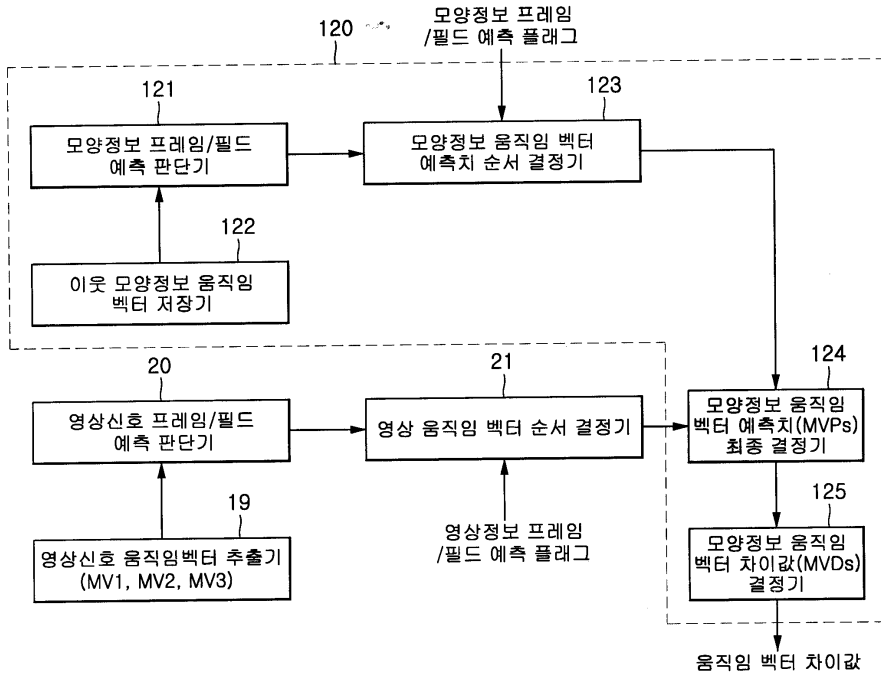 120
모양정보 프레임
/필드 예측 플래그
121
모양정보 프레임/필드
예측 판단기
123
모양정보 움직임 벡터
예측치 순서 결정기
122
이웃 모양정보 움직임
벡터 저장기
20
영상신호 프레임/필드
예측 판단기
21
영상 움직임 벡터 순서 결정기
124
모양정보 움직임
벡터 예측치(MVPs)
최종 결정기
19
영상신호 움직임벡터 추출기
(MV1, MV2, MV3)
영상정보 프레임
/필드 예측 플래그
125
모양정보 움직임
벡터 차이값(MVDs)
결정기
움직임 벡터 차이값